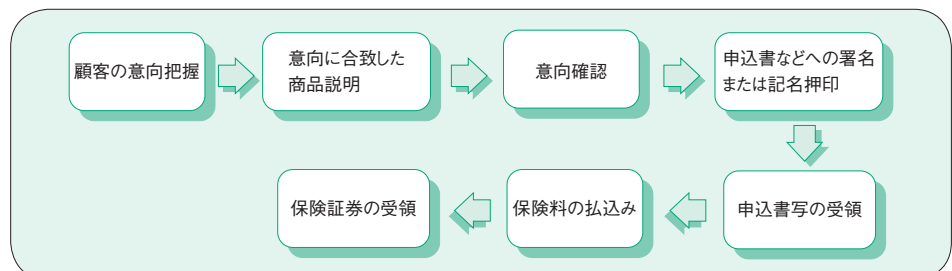 顧客の意向把握
意向に合致した
商品説明
意向確認
申込書などへの署名
または記名押印
申込書写の受領
保険料の払込み
保険証券の受領